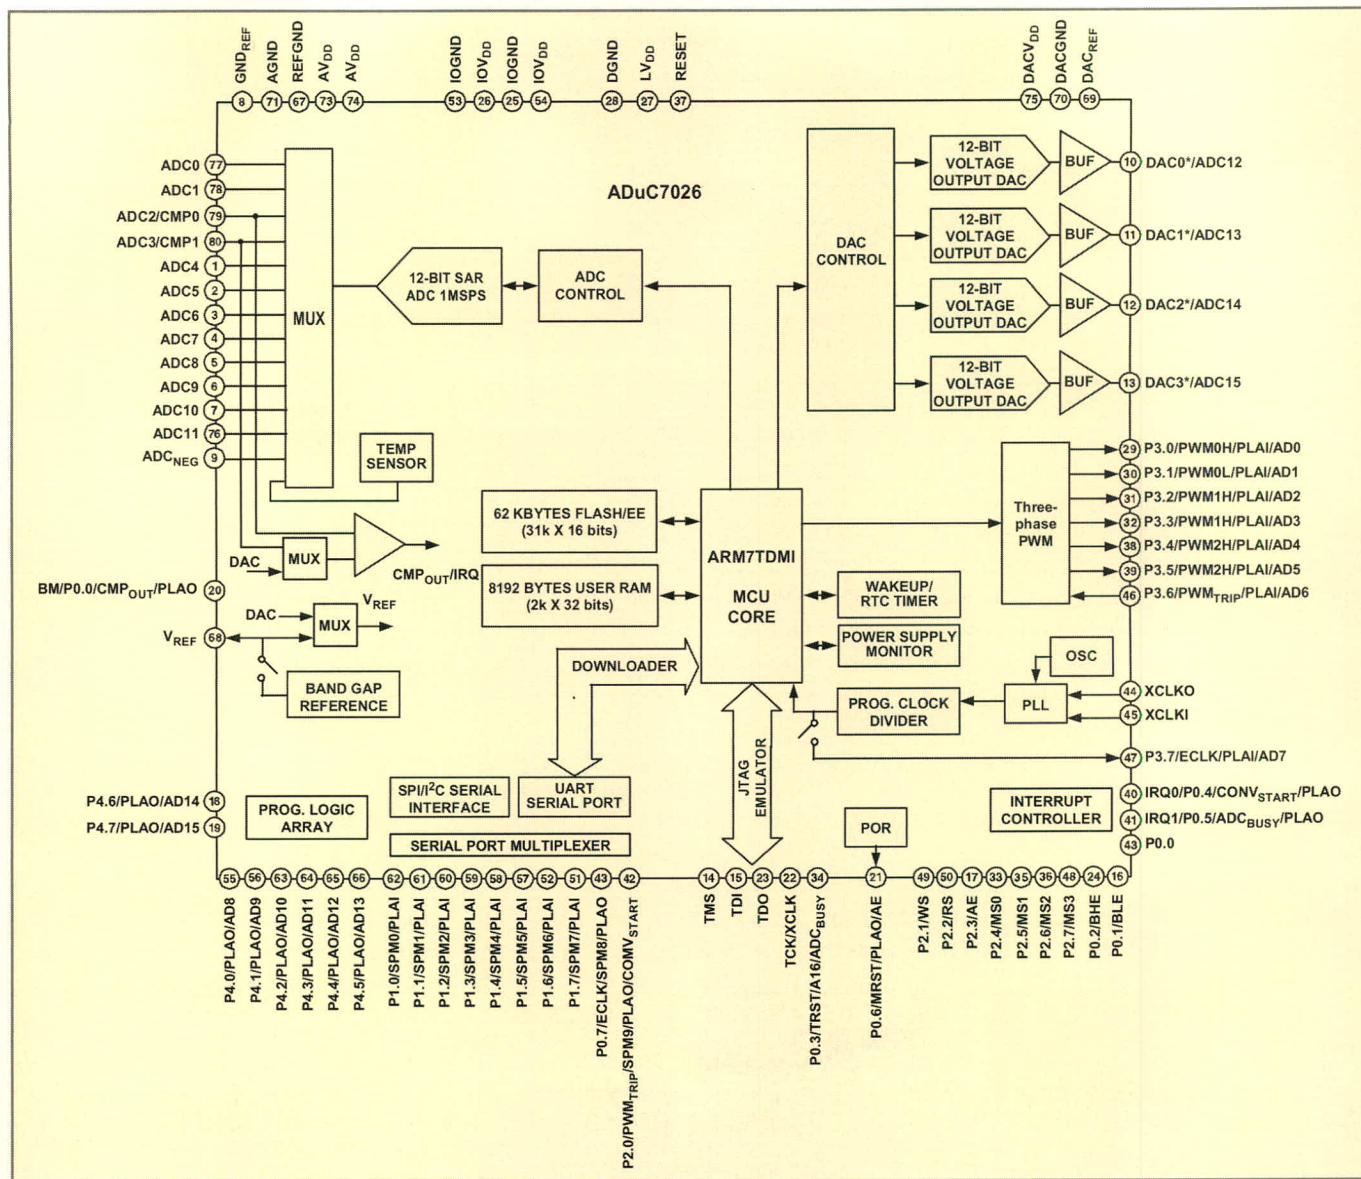 GNDREF
AGND
REFGND
AVDD
AVDD
IOGND
IOVDD
IOGND
IOVDD
DGND
LVDD
RESET
DACVDD
DACGND
DACREF
8
71
67
73
74
53
26
25
54
28
27
37
75
70
69
ADuC7026
ADC0 77
ADC1 78
ADC2/CMP0 79
ADC3/CMP1 80
ADC4 1
ADC5 2
ADC6 3
ADC7 4
ADC8 5
ADC9 6
ADC10 7
ADC11 76
ADCNEG 9
MUX
12-BIT SAR
ADC 1MSPS
ADC
CONTROL
DAC
CONTROL
12-BIT
VOLTAGE
OUTPUT DAC
BUF
10 DAC0*/ADC12
12-BIT
VOLTAGE
OUTPUT DAC
BUF
11 DAC1*/ADC13
12-BIT
VOLTAGE
OUTPUT DAC
BUF
12 DAC2*/ADC14
12-BIT
VOLTAGE
OUTPUT DAC
BUF
13 DAC3*/ADC15
TEMP
SENSOR
DAC
MUX
CMPOUT/IRQ
BM/P0.0/CMPOUT/PLAO 20
DAC
MUX
VREF
VREF 68
BAND GAP
REFERENCE
62 KBYTES FLASH/EE
(31k X 16 bits)
8192 BYTES USER RAM
(2k X 32 bits)
DOWNLOADER
ARM7TDMI
MCU
CORE
WAKEUP/
RTC TIMER
POWER SUPPLY
MONITOR
PROG. CLOCK
DIVIDER
OSC
PLL
Three-
phase
PWM
29 P3.0/PWM0H/PLAI/AD0
30 P3.1/PWM0L/PLAI/AD1
31 P3.2/PWM1H/PLAI/AD2
32 P3.3/PWM1H/PLAI/AD3
38 P3.4/PWM2H/PLAI/AD4
39 P3.5/PWM2H/PLAI/AD5
46 P3.6/PWMTRIP/PLAI/AD6
44 XCLKO
45 XCLKI
47 P3.7/ECLK/PLAI/AD7
40 IRQ0/P0.4/CONVSTART/PLAO
41 IRQ1/P0.5/ADCBUSY/PLAO
43 P0.0
INTERRUPT
CONTROLLER
POR
JTAG
EMULATOR
P4.6/PLAO/AD14 18
P4.7/PLAO/AD15 19
PROG. LOGIC
ARRAY
SPI/I2C SERIAL
INTERFACE
UART
SERIAL PORT
SERIAL PORT MULTIPLEXER
55
56
63
64
65
66
62
61
60
59
58
57
52
51
43
42
14
15
23
22
34
21
49
50
17
33
35
36
48
24
16
P4.0/PLAO/AD8
P4.1/PLAO/AD9
P4.2/PLAO/AD10
P4.3/PLAO/AD11
P4.4/PLAO/AD12
P4.5/PLAO/AD13
P1.0/SPM0/PLAI
P1.1/SPM1/PLAI
P1.2/SPM2/PLAI
P1.3/SPM3/PLAI
P1.4/SPM4/PLAI
P1.5/SPM5/PLAI
P1.6/SPM6/PLAI
P1.7/SPM7/PLAI
P0.7/ECLK/SPM8/PLAO
P2.0/PWMTRIP/SPM9/PLAO/COMVSTART
TMS
TDI
TDO
TCK/XCLK
P0.3/TRST/A16/ADCBUSY
P0.6/MRST/PLAO/AE
P2.1/WS
P2.2/RS
P2.3/AE
P2.4/MS0
P2.5/MS1
P2.6/MS2
P2.7/MS3
P0.2/BHE
P0.1/BLE